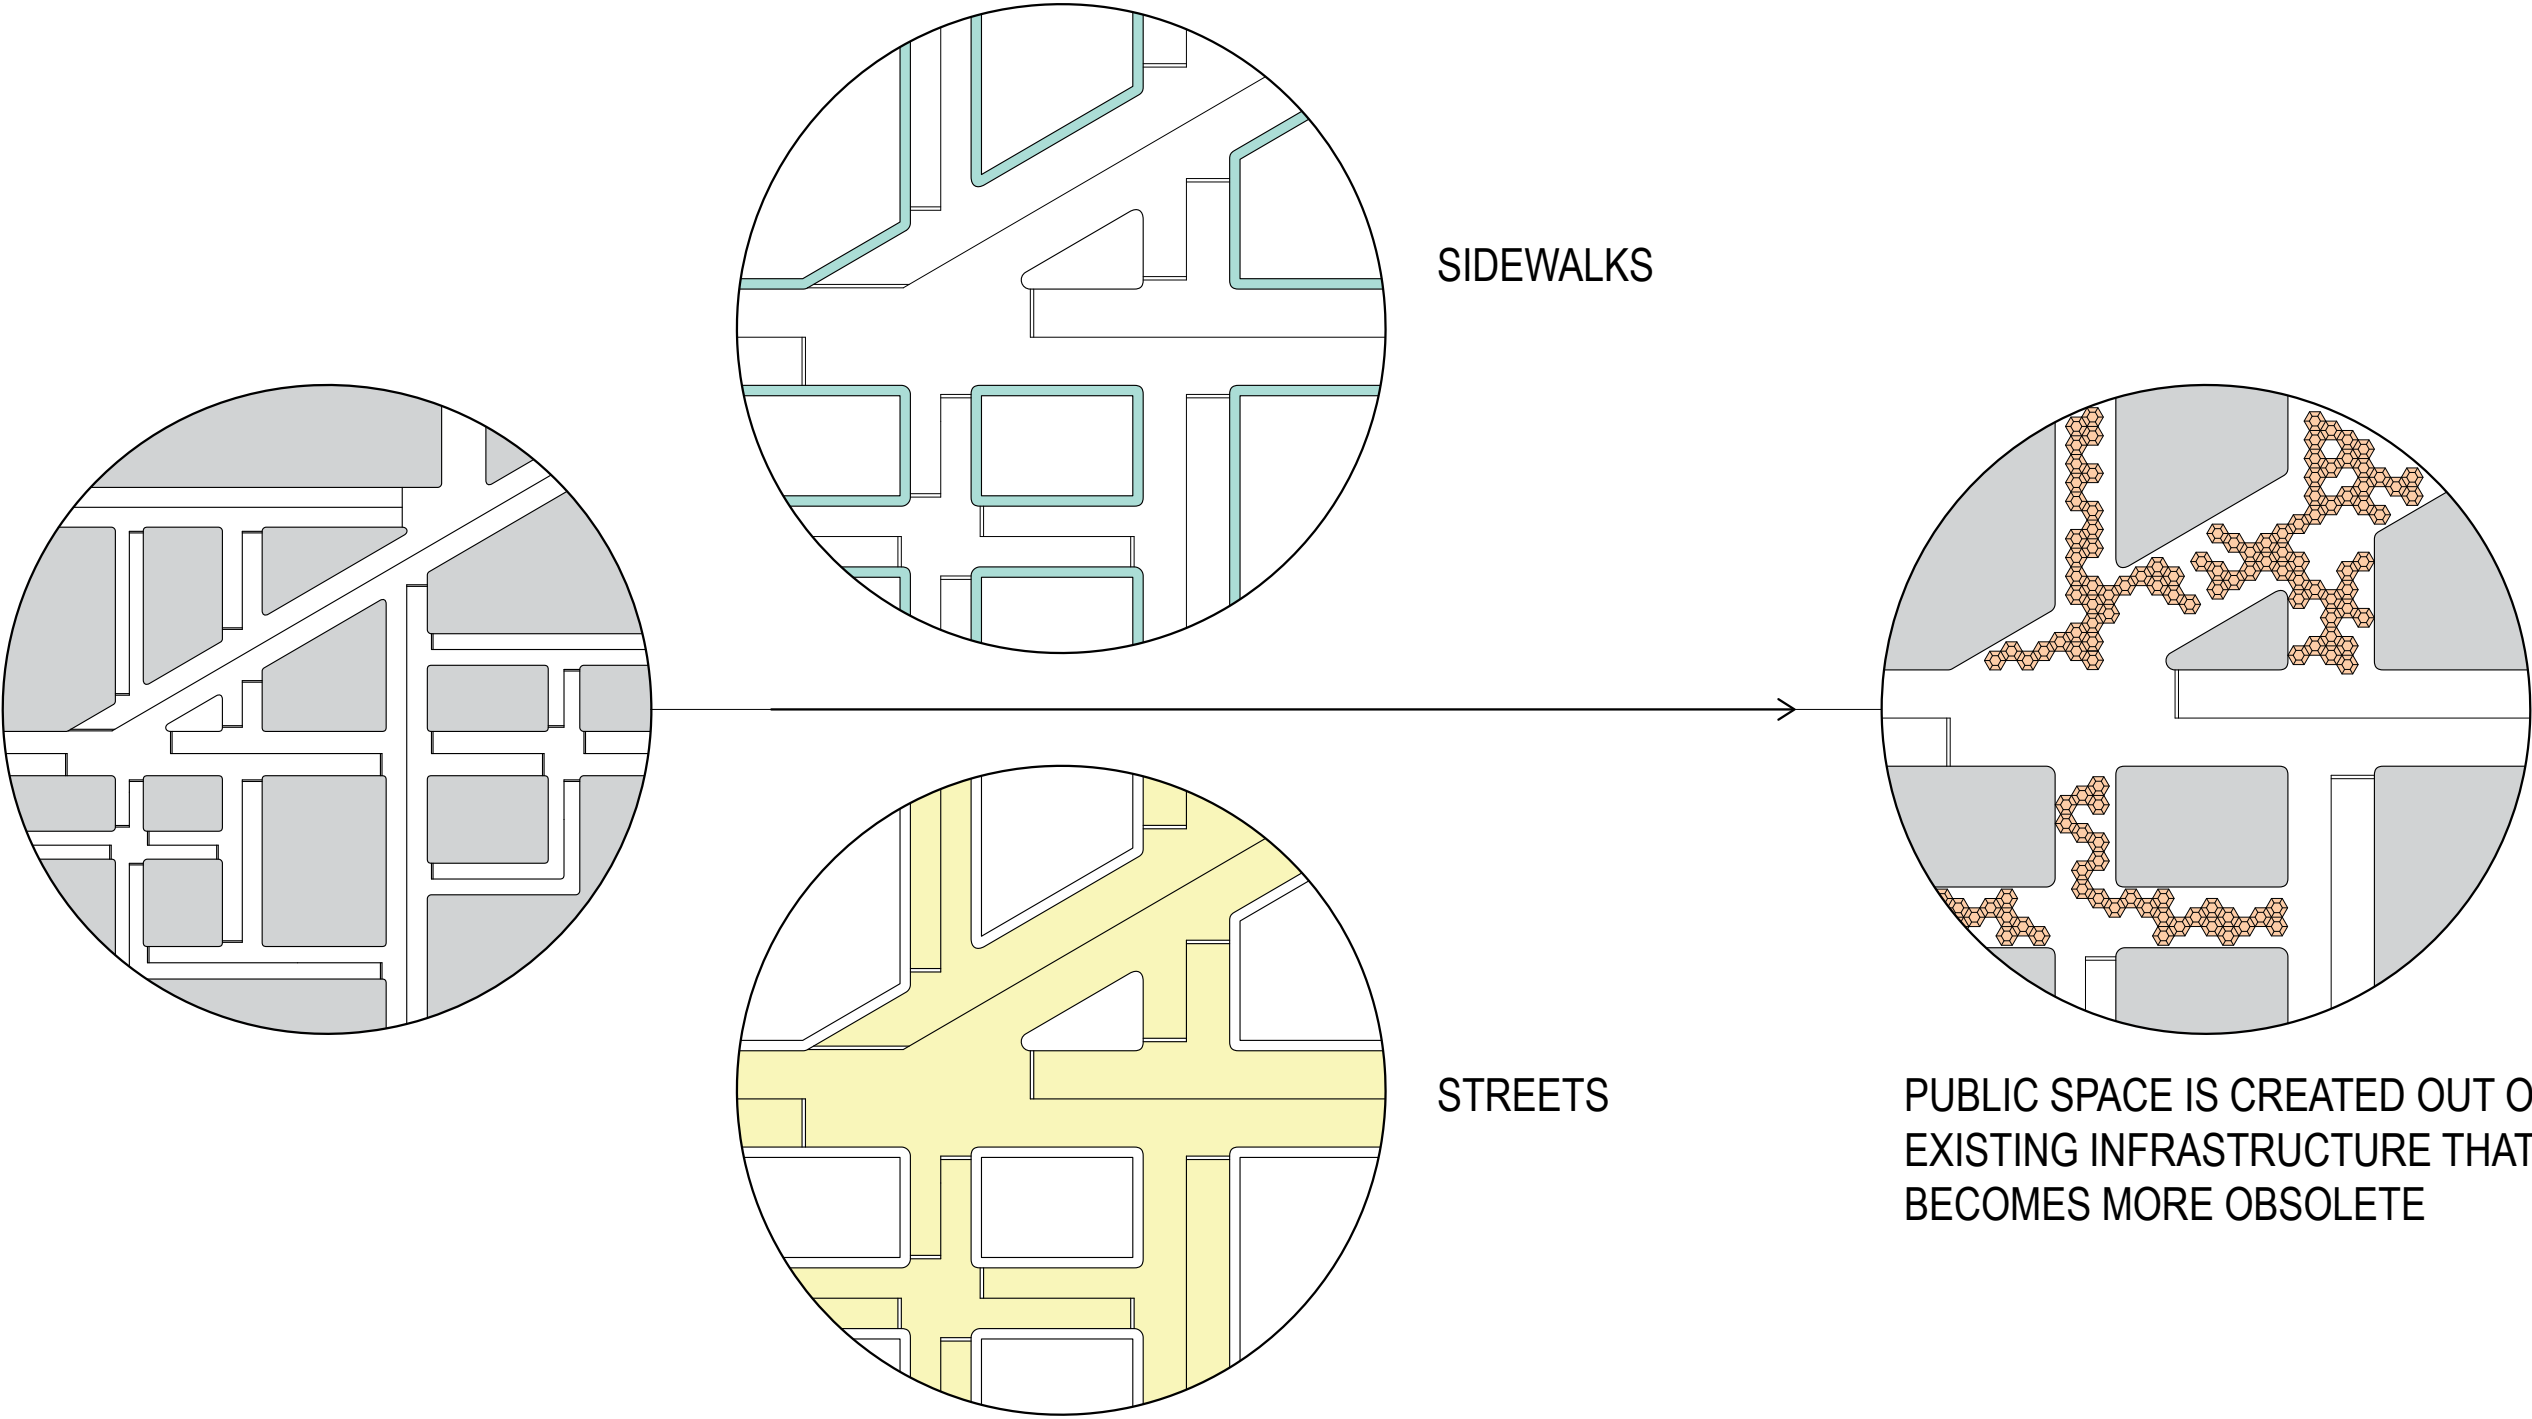 SIDEWALKS
STREETS
PUBLIC SPACE IS CREATED OUT O
EXISTING INFRASTRUCTURE THAT
BECOMES MORE OBSOLETE